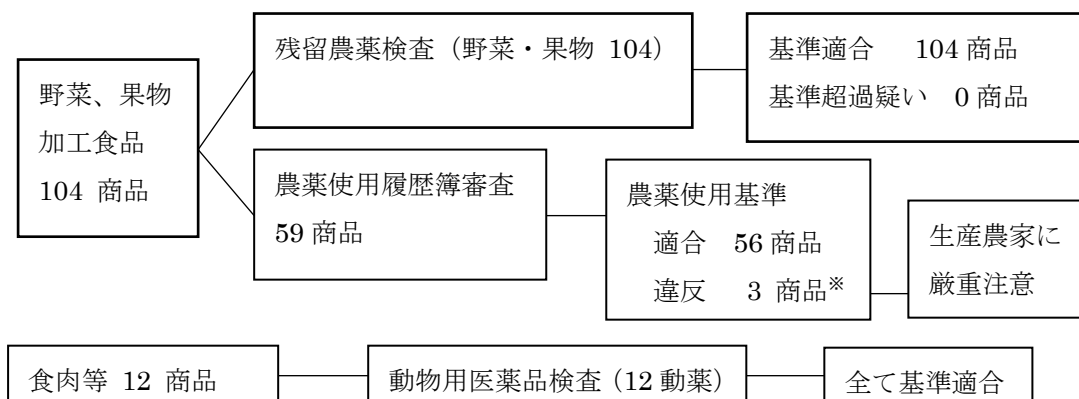 野菜、果物
加工食品
104 商品
残留農薬検査（野菜・果物 104）
基準適合　104 商品
基準超過疑い　0 商品
農薬使用履歴簿審査
59 商品
農薬使用基準
適合　56 商品
違反　3 商品※
生産農家に
厳重注意
食肉等 12 商品
動物用医薬品検査（12 動薬）
全て基準適合